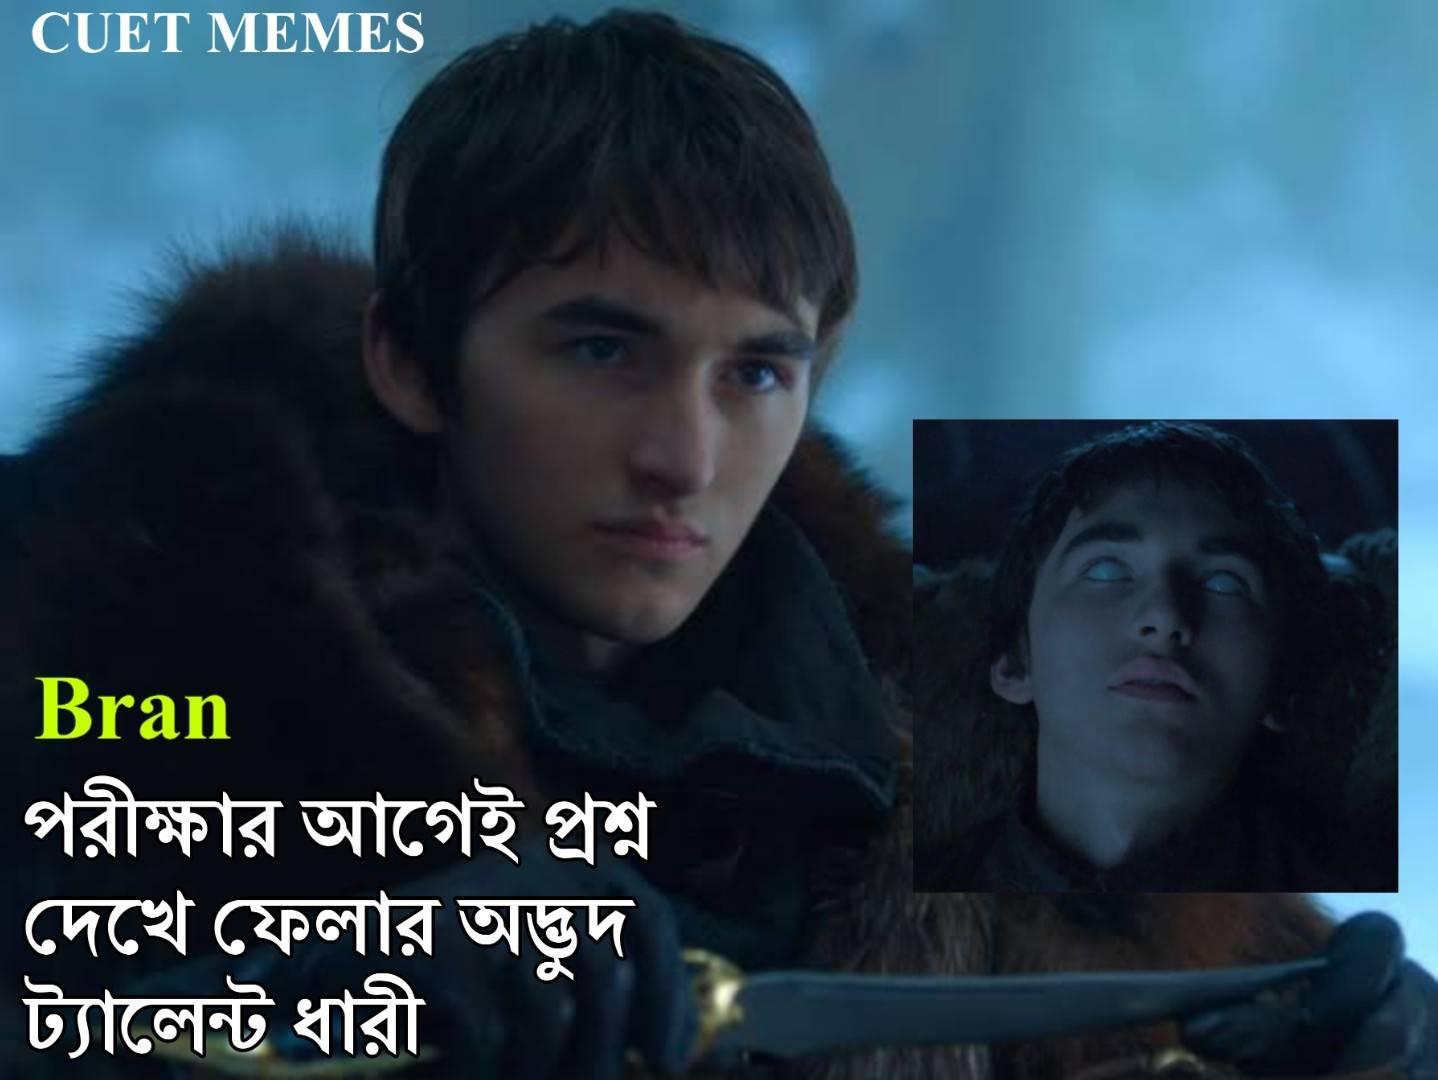 CUET MEMES
Bran
পরীক্ষার আগেই প্রশ্ন
দেখে ফেলার অদ্ভুদ
ট্যালেন্ট ধারী